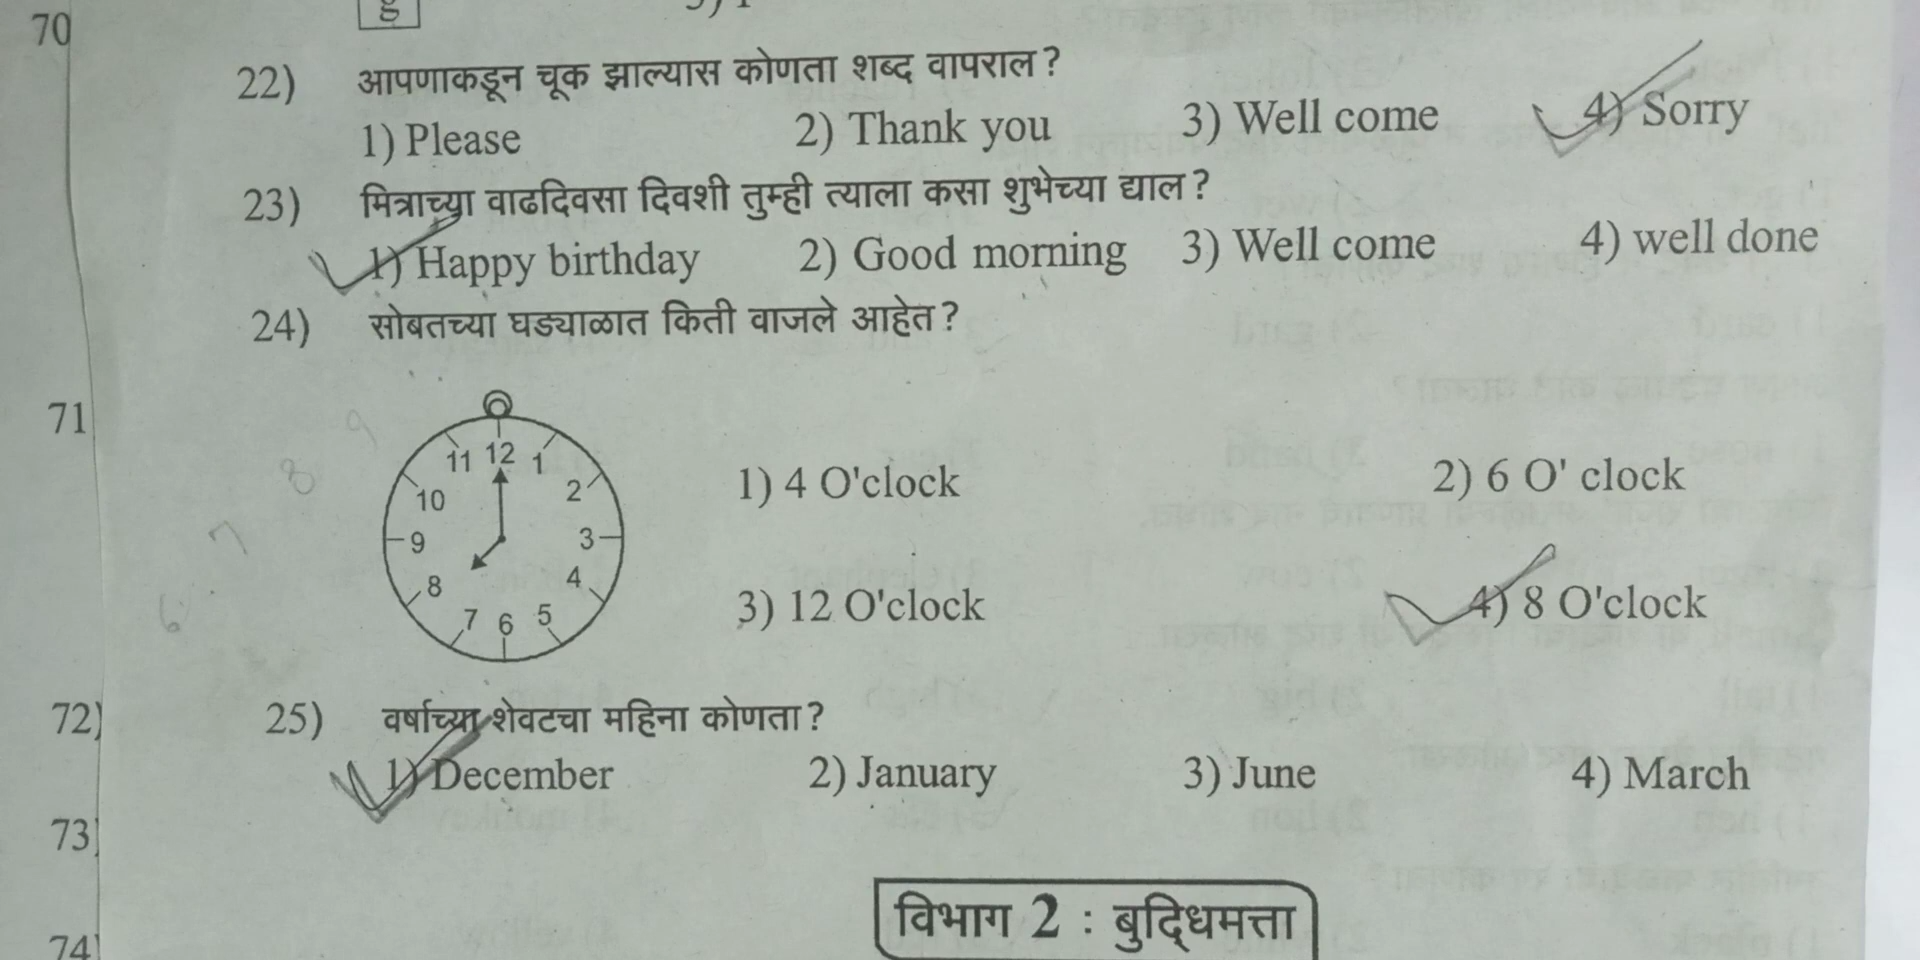 70
22) आपणाकडून चूक झाल्यास कोणता शब्द वापराल?
1) Please 2) Thank you 3) Well come 4) Sorry
23) मित्राच्या वाढदिवसा दिवशी तुम्ही त्याला कसा शुभेच्या द्याल?
1) Happy birthday 2) Good morning 3) Well come 4) well done
24) सोबतच्या घड्याळात किती वाजले आहेत?
71
11 12 1
10 2
9 3
8 4
7 6 5
9
8
7
6
1) 4 O'clock 2) 6 O' clock
3) 12 O'clock 4) 8 O'clock
72) 25) वर्षाच्या शेवटचा महिना कोणता?
1) December 2) January 3) June 4) March
73)
विभाग 2 : बुद्धिमत्ता
74)